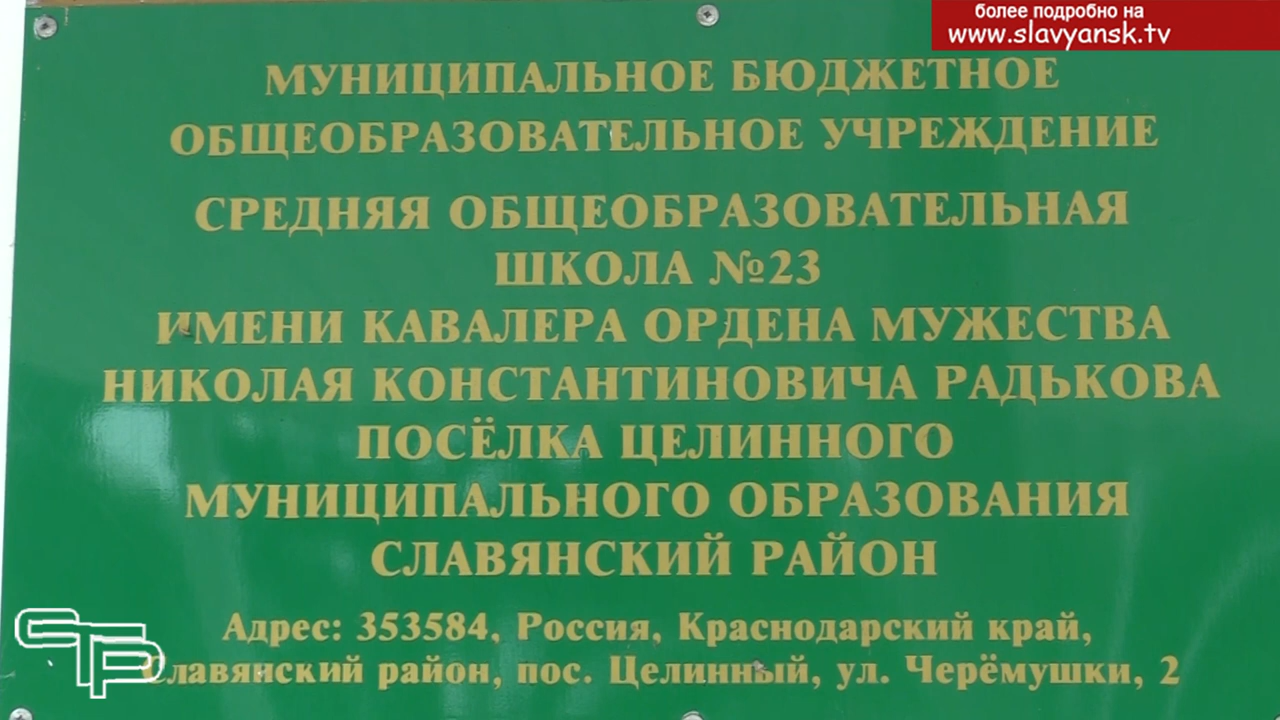 более подробно на
www.slavyansk.tv
МУНИЦИПАЛЬНОЕ БЮДЖЕТНОЕ
ОБЩЕОБРАЗОВАТЕЛЬНОЕ УЧРЕЖДЕНИЕ
СРЕДНЯЯ ОБЩЕОБРАЗОВАТЕЛЬНАЯ
ШКОЛА №23
ИМЕНИ КАВАЛЕРА ОРДЕНА МУЖЕСТВА
НИКОЛАЯ КОНСТАНТИНОВИЧА РАДЬКОВА
ПОСЁЛКА ЦЕЛИННОГО
МУНИЦИПАЛЬНОГО ОБРАЗОВАНИЯ
СЛАВЯНСКИЙ РАЙОН
Адрес: 353584, Россия, Краснодарский край,
Славянский район, пос. Целинный, ул. Черёмушки, 2
СТР